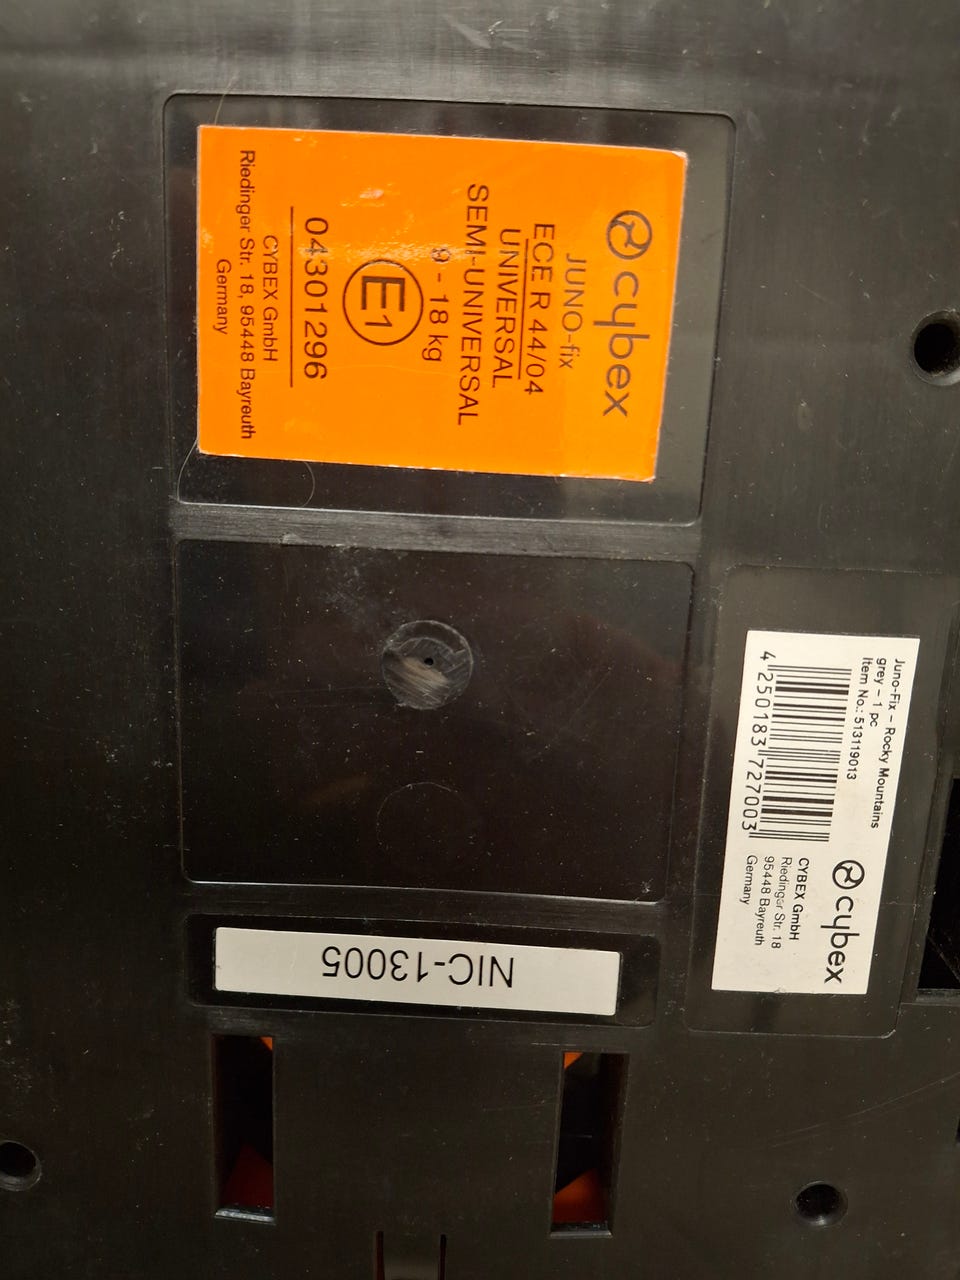 cybex
JUNO-fix
ECE R 44/04
UNIVERSAL
SEMI-UNIVERSAL
9 - 18 kg
E1
04301296
CYBEX GmbH
Riedinger Str. 18, 95448 Bayreuth
Germany
Juno-Fix – Rocky Mountains
grey – 1 pc
Item No.: 513119013
4 250183 727003
cybex
CYBEX GmbH
Riedinger Str. 18
95448 Bayreuth
Germany
NIC-13005